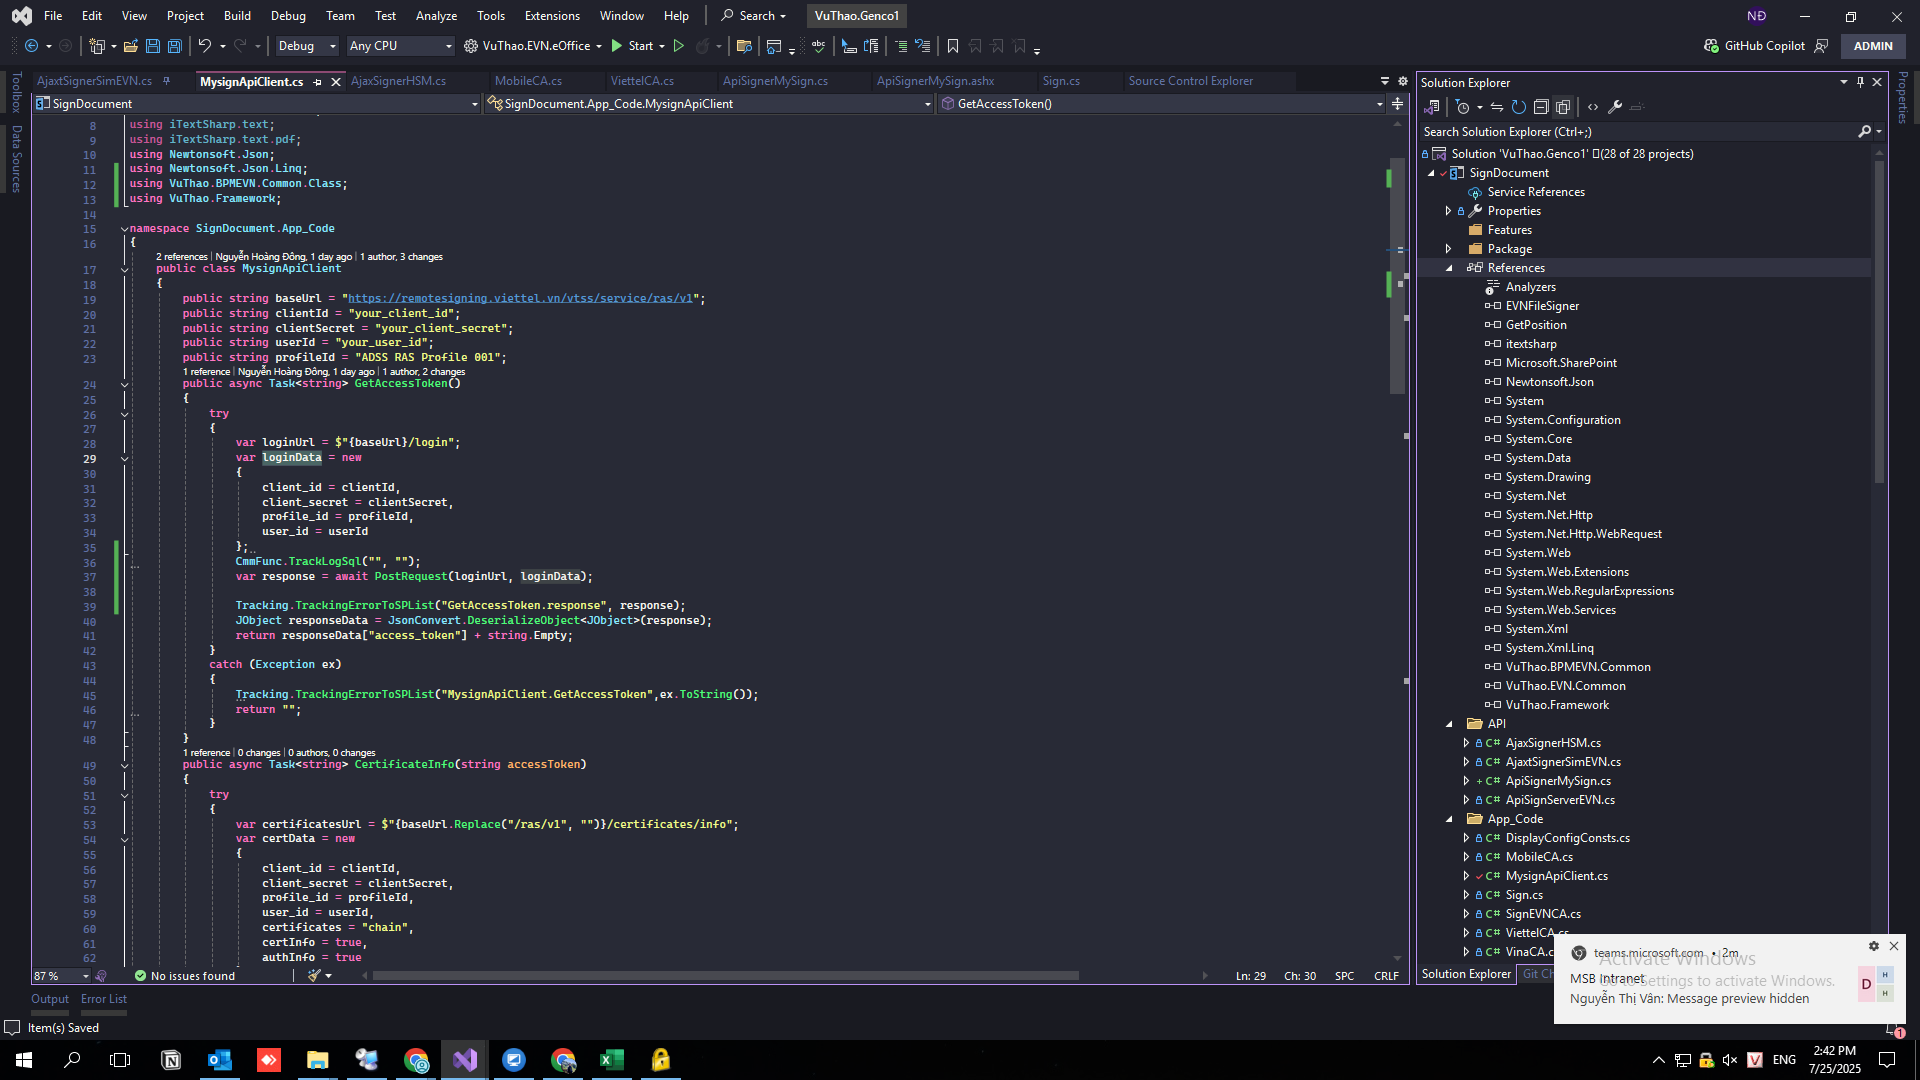 File Edit View Project Build Debug Team Test Analyze Tools Extensions Window Help Search VuThao.Genco1 NĐ
Debug Any CPU VuThao.EVN.eOffice Start GitHub Copilot ADMIN
AjaxtSignerSimEVN.cs MysignApiClient.cs AjaxSignerHSM.cs MobileCA.cs ViettelCA.cs ApiSignerMySign.cs ApiSignerMySign.ashx Sign.cs Source Control Explorer
SignDocument SignDocument.App_Code.MysignApiClient GetAccessToken()
Toolbox
Data Sources
8 using iTextSharp.text;
9 using iTextSharp.text.pdf;
10 using Newtonsoft.Json;
11 using Newtonsoft.Json.Linq;
12 using VuThao.BPMEVN.Common.Class;
13 using VuThao.Framework;
14
15 namespace SignDocument.App_Code
16 {
2 references | Nguyễn Hoàng Đông, 1 day ago | 1 author, 3 changes
17 public class MysignApiClient
18 {
19 public string baseUrl = "https://remotesigning.viettel.vn/vtss/service/ras/v1";
20 public string clientId = "your_client_id";
21 public string clientSecret = "your_client_secret";
22 public string userId = "your_user_id";
23 public string profileId = "ADSS RAS Profile 001";
1 reference | Nguyễn Hoàng Đông, 1 day ago | 1 author, 2 changes
24 public async Task<string> GetAccessToken()
25 {
26 try
27 {
28 var loginUrl = $"{baseUrl}/login";
29 var loginData = new
30 {
31 client_id = clientId,
32 client_secret = clientSecret,
33 profile_id = profileId,
34 user_id = userId
35 };
36 CmmFunc.TrackLogSql("", "");
37 var response = await PostRequest(loginUrl, loginData);
38
39 Tracking.TrackingErrorToSPList("GetAccessToken.response", response);
40 JObject responseData = JsonConvert.DeserializeObject<JObject>(response);
41 return responseData["access_token"] + string.Empty;
42 }
43 catch (Exception ex)
44 {
45 Tracking.TrackingErrorToSPList("MysignApiClient.GetAccessToken",ex.ToString());
46 return "";
47 }
48 }
1 reference | 0 changes | 0 authors, 0 changes
49 public async Task<string> CertificateInfo(string accessToken)
50 {
51 try
52 {
53 var certificatesUrl = $"{baseUrl.Replace("/ras/v1", "")}/certificates/info";
54 var certData = new
55 {
56 client_id = clientId,
57 client_secret = clientSecret,
58 profile_id = profileId,
59 user_id = userId,
60 certificates = "chain",
61 certInfo = true,
62 authInfo = true
87 % No issues found Ln: 29 Ch: 30 SPC CRLF
Output Error List
Item(s) Saved
Solution Explorer
Search Solution Explorer (Ctrl+;)
Solution 'VuThao.Genco1' (28 of 28 projects)
SignDocument
Service References
Properties
Features
Package
References
Analyzers
EVNFileSigner
GetPosition
itextsharp
Microsoft.SharePoint
Newtonsoft.Json
System
System.Configuration
System.Core
System.Data
System.Drawing
System.Net
System.Net.Http
System.Net.Http.WebRequest
System.Web
System.Web.Extensions
System.Web.RegularExpressions
System.Web.Services
System.Xml
System.Xml.Linq
VuThao.BPMEVN.Common
VuThao.EVN.Common
VuThao.Framework
API
C# AjaxSignerHSM.cs
C# AjaxtSignerSimEVN.cs
C# ApiSignerMySign.cs
C# ApiSignServerEVN.cs
App_Code
C# DisplayConfigConsts.cs
C# MobileCA.cs
C# MysignApiClient.cs
C# Sign.cs
C# SignEVNCA.cs
C# ViettelCA.cs
C# VinaCA.c
Solution Explorer Git Ch
Properties
teams.microsoft.com • 2m
Activate Windows
MSB Intranet
Go to Settings to activate Windows.
Nguyễn Thị Vân: Message preview hidden
D H H
1
ENG
2:42 PM
7/25/2025